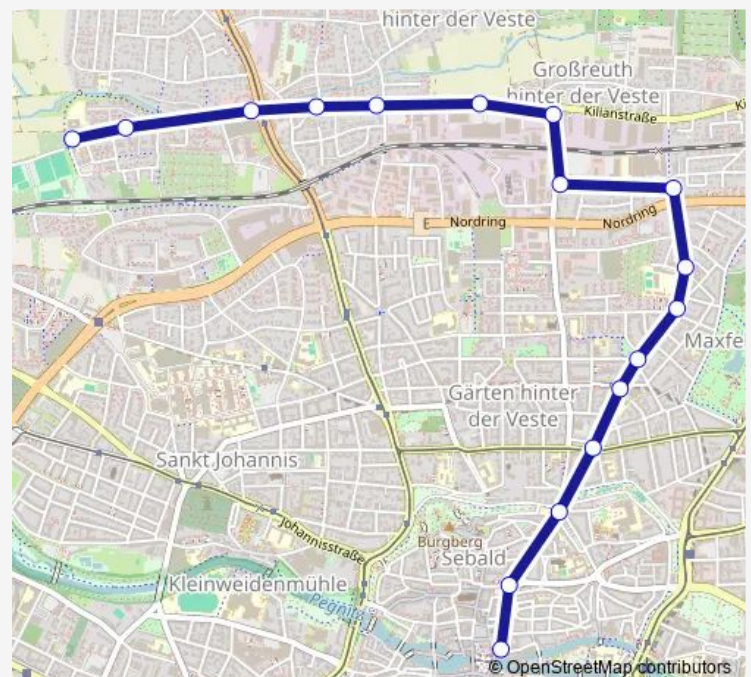 hinter der Veste
Großreuth
hinter der Veste
Kilianstraße
Ki
Nordring
Nordring
Maxfe
Gärten hinter
der Veste
Sankt Johannis
Johannisstraße
Burgberg
Sebald
Kleinweidenmühle
Pegnitz
© OpenStreetMap contributors